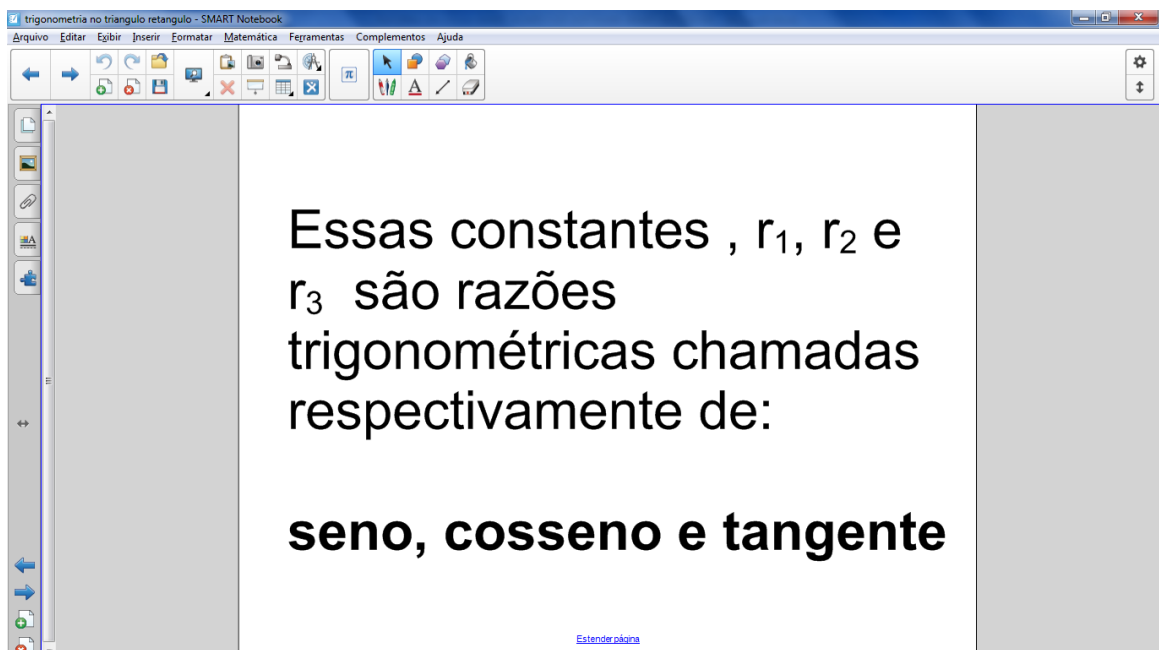 trigonometria no triangulo retangulo - SMART Notebook
Arquivo Editar Exibir Inserir Formatar Matemática Ferramentas Complementos Ajuda
Essas constantes , r₁, r₂ e
r₃ são razões
trigonométricas chamadas
respectivamente de:
seno, cosseno e tangente
Estender página